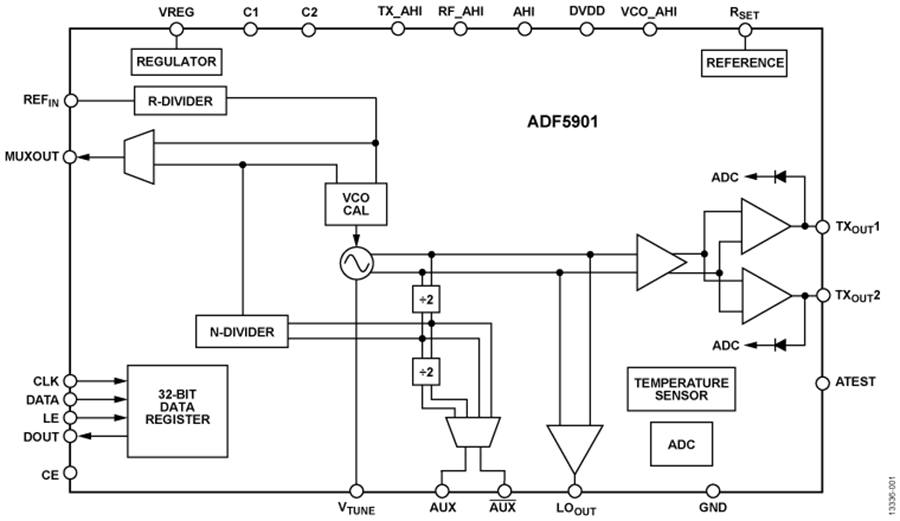 VREG C1 C2 TX_AHI RF_AHI AHI DVDD VCO_AHI RSET
REGULATOR
REFERENCE
REFIN
R-DIVIDER
ADF5901
MUXOUT
VCO
CAL
ADC
TXOUT1
÷2
TXOUT2
N-DIVIDER
ADC
÷2
CLK
DATA
LE
DOUT
32-BIT
DATA
REGISTER
TEMPERATURE
SENSOR
ATEST
ADC
CE
VTUNE AUX AUX LOOUT GND
13336-001